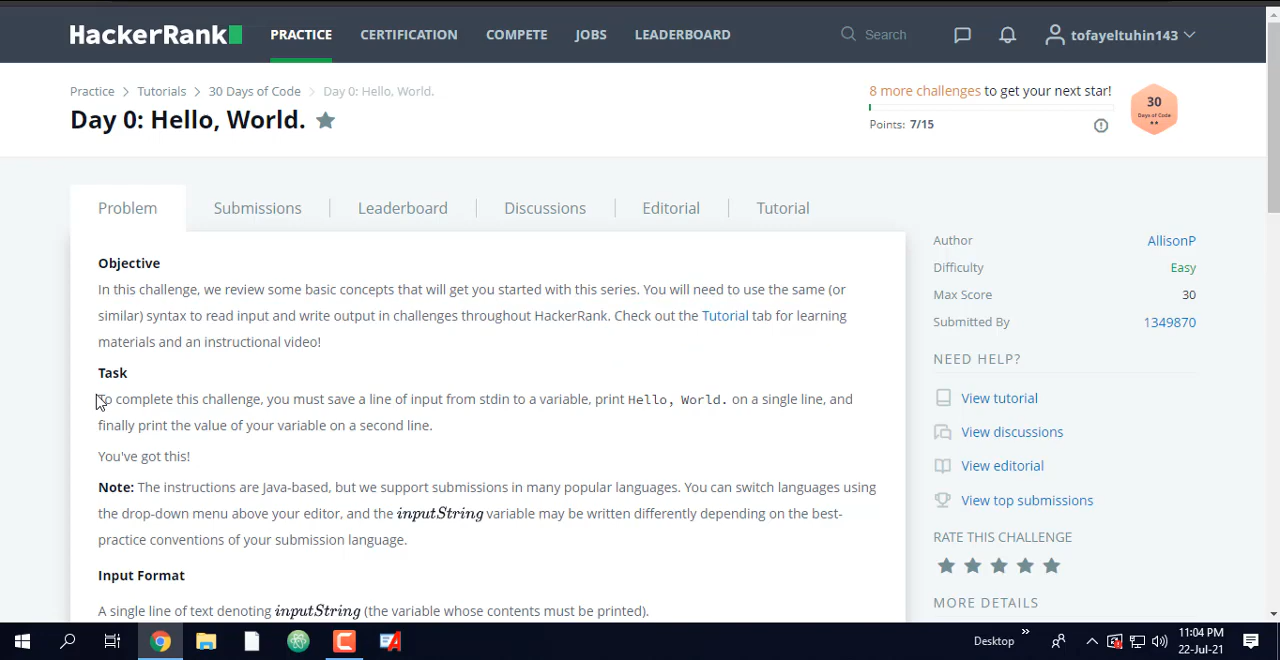 HackerRank PRACTICE CERTIFICATION COMPETE JOBS LEADERBOARD Search tofayeltuhin143
Practice > Tutorials > 30 Days of Code > Day 0: Hello, World.
Day 0: Hello, World.
8 more challenges to get your next star!
Points: 7/15
30
Days of Code
Problem Submissions Leaderboard Discussions Editorial Tutorial
Objective
In this challenge, we review some basic concepts that will get you started with this series. You will need to use the same (or
similar) syntax to read input and write output in challenges throughout HackerRank. Check out the Tutorial tab for learning
materials and an instructional video!
Task
To complete this challenge, you must save a line of input from stdin to a variable, print Hello, World. on a single line, and
finally print the value of your variable on a second line.
You've got this!
Note: The instructions are Java-based, but we support submissions in many popular languages. You can switch languages using
the drop-down menu above your editor, and the inputString variable may be written differently depending on the best-
practice conventions of your submission language.
Input Format
A single line of text denoting inputString (the variable whose contents must be printed).
Author AllisonP
Difficulty Easy
Max Score 30
Submitted By 1349870
NEED HELP?
View tutorial
View discussions
View editorial
View top submissions
RATE THIS CHALLENGE
MORE DETAILS
Desktop
11:04 PM
22-Jul-21